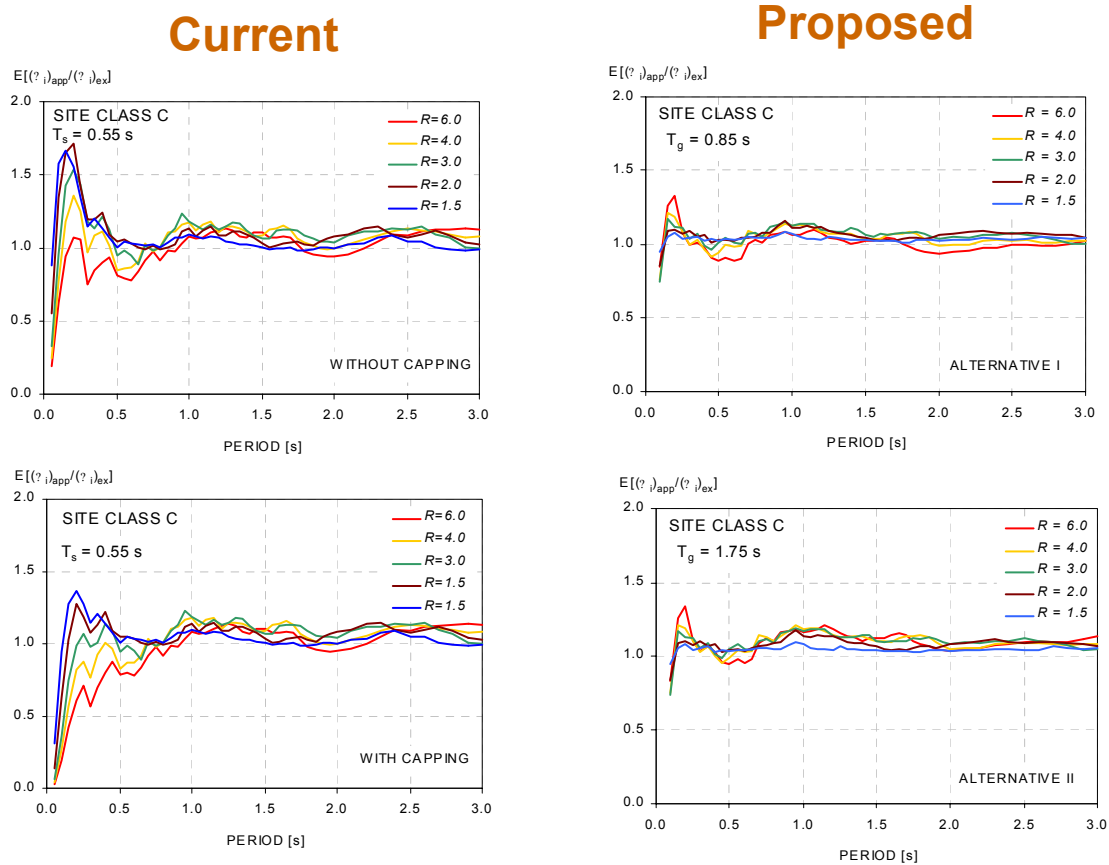 Current
Proposed
E[(? i)app/(? i)ex]
2.0
1.5
1.0
0.5
0.0
SITE CLASS C
Ts = 0.55 s
R=6.0
R=4.0
R=3.0
R=2.0
R=1.5
WITHOUT CAPPING
0.0 0.5 1.0 1.5 2.0 2.5 3.0
PERIOD [s]
E[(? i)app/(? i)ex]
2.0
1.5
1.0
0.5
0.0
SITE CLASS C
Tg = 0.85 s
R = 6.0
R = 4.0
R = 3.0
R = 2.0
R = 1.5
ALTERNATIVE I
0.0 0.5 1.0 1.5 2.0 2.5 3.0
PERIOD [s]
E[(? i)app/(? i)ex]
2.0
1.5
1.0
0.5
0.0
SITE CLASS C
Ts = 0.55 s
R=6.0
R=4.0
R=3.0
R=1.5
R=1.5
WITH CAPPING
0.0 0.5 1.0 1.5 2.0 2.5 3.0
PERIOD [s]
E[(? i)app/(? i)ex]
2.0
1.5
1.0
0.5
0.0
SITE CLASS C
Tg = 1.75 s
R = 6.0
R = 4.0
R = 3.0
R = 2.0
R = 1.5
ALTERNATIVE II
0.0 0.5 1.0 1.5 2.0 2.5 3.0
PERIOD [s]